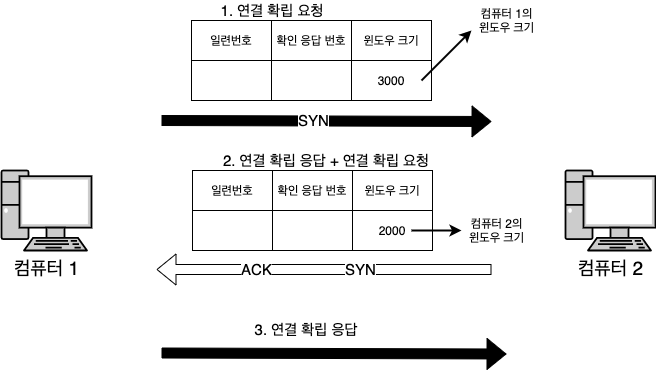 1. 연결 확립 요청
일련번호 확인 응답 번호 윈도우 크기
3000
컴퓨터 1의
윈도우 크기
SYN
2. 연결 확립 응답 + 연결 확립 요청
일련번호 확인 응답 번호 윈도우 크기
2000
컴퓨터 2의
윈도우 크기
ACK SYN
컴퓨터 1
컴퓨터 2
3. 연결 확립 응답